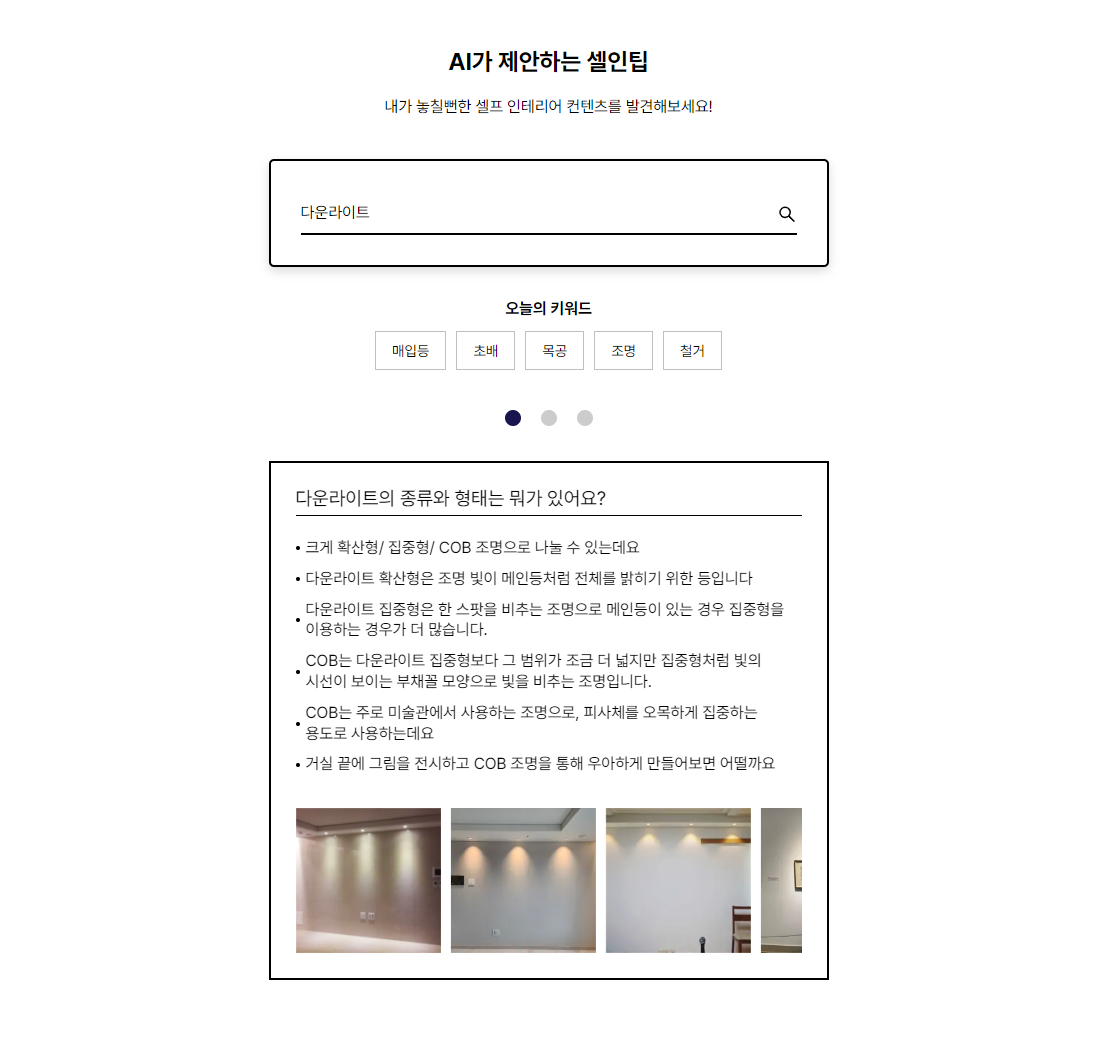 AI가 제안하는 셀인팁
내가 놓칠뻔한 셀프 인테리어 컨텐츠를 발견해보세요!
다운라이트
오늘의 키워드
매입등
초배
목공
조명
철거
다운라이트의 종류와 형태는 뭐가 있어요?
• 크게 확산형/ 집중형/ COB 조명으로 나눌 수 있는데요
• 다운라이트 확산형은 조명 빛이 메인등처럼 전체를 밝히기 위한 등입니다
• 다운라이트 집중형은 한 스팟을 비추는 조명으로 메인등이 있는 경우 집중형을
이용하는 경우가 더 많습니다.
• COB는 다운라이트 집중형보다 그 범위가 조금 더 넓지만 집중형처럼 빛의
시선이 보이는 부채꼴 모양으로 빛을 비추는 조명입니다.
• COB는 주로 미술관에서 사용하는 조명으로, 피사체를 오목하게 집중하는
용도로 사용하는데요
• 거실 끝에 그림을 전시하고 COB 조명을 통해 우아하게 만들어보면 어떨까요